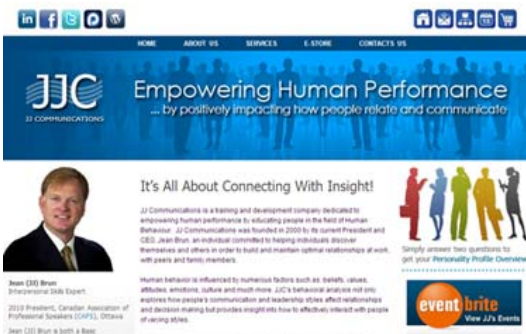 HOME ABOUT US SERVICES E-STORE CONTACTS US
JJC
JJ COMMUNICATIONS
Empowering Human Performance
... by positively impacting how people relate and communicate
It's All About Connecting With Insight!
JJ Communications is a training and development company dedicated to
empowering human performance by educating people in the field of Human
Behaviour. JJ Communications was founded in 2000 by its current President and
CEO, Jean Brun, an individual committed to helping individuals discover
themselves and others in order to build and maintain optimal relationships at work,
with peers and family members.
Human behavior is influenced by numerous factors such as: beliefs, values,
attitudes, emotions, culture and much more. JJC's behavioral analysis not only
explores how people's communication and leadership styles affect relationships
and decision making but provides insight into how to effectively interact with people
of varying styles.
Jean (JJ) Brun
Interpersonal Skills Expert
2010 President, Canadian Association of
Professional Speakers (CAPS), Ottawa
Jean (JJ) Brun is both a Basic
Simply answer two questions to
get your Personality Profile Overview
eventbrite
View JJ's Events